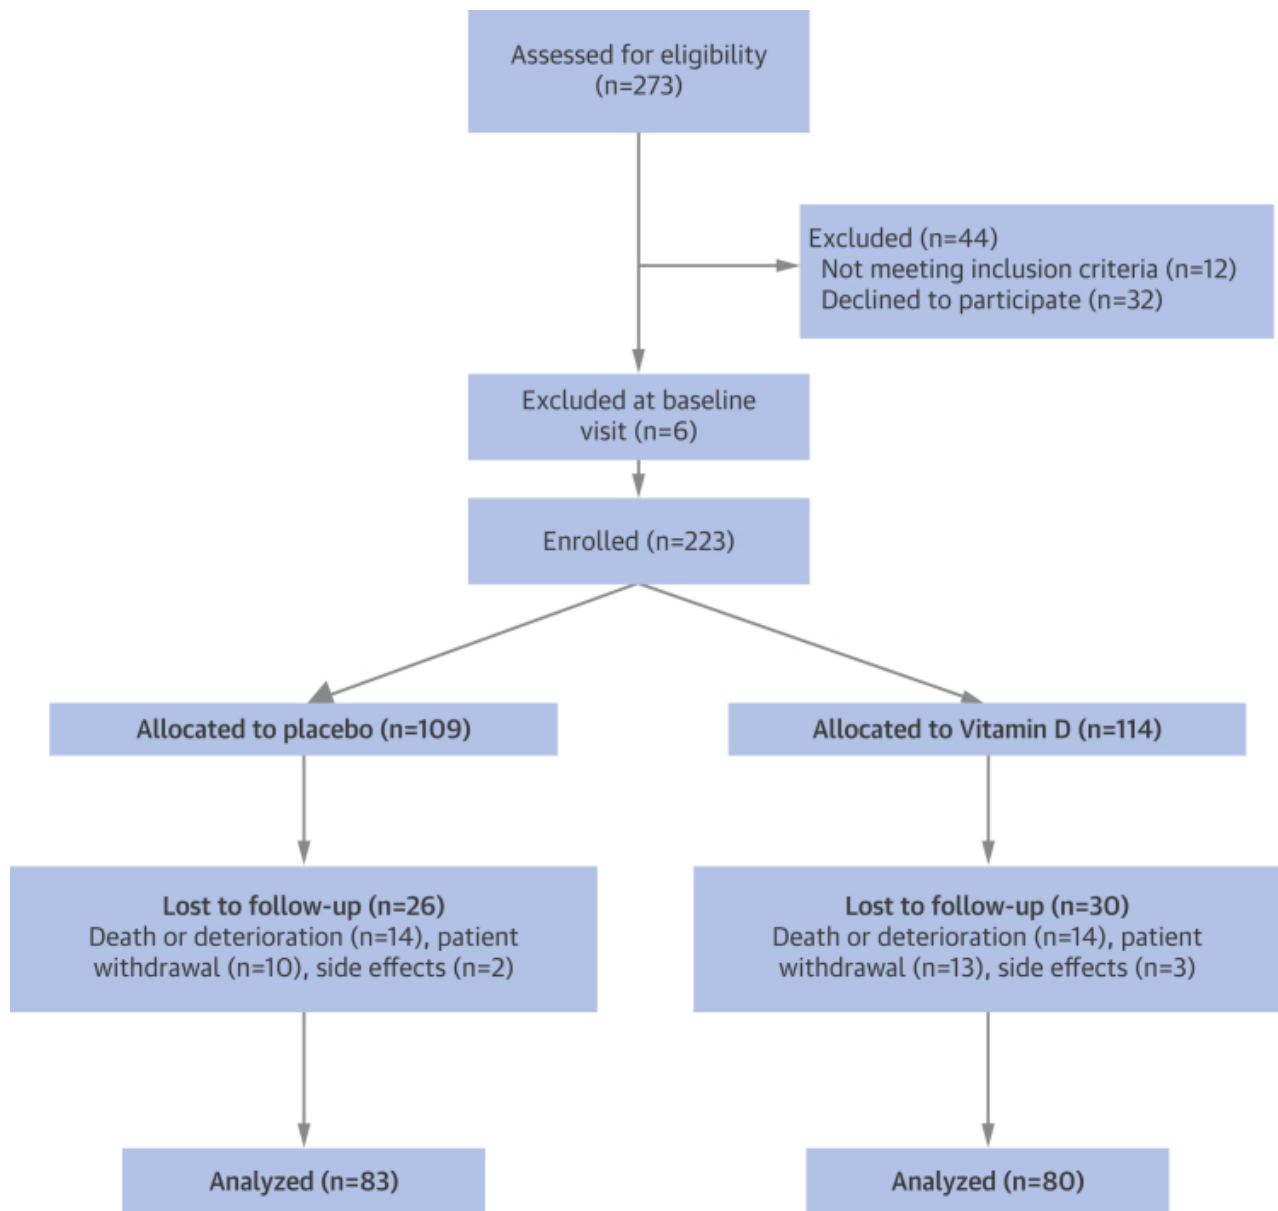 Assessed for eligibility
(n=273)
Excluded (n=44)
Not meeting inclusion criteria (n=12)
Declined to participate (n=32)
Excluded at baseline
visit (n=6)
Enrolled (n=223)
Allocated to placebo (n=109)
Allocated to Vitamin D (n=114)
Lost to follow-up (n=26)
Death or deterioration (n=14), patient
withdrawal (n=10), side effects (n=2)
Lost to follow-up (n=30)
Death or deterioration (n=14), patient
withdrawal (n=13), side effects (n=3)
Analyzed (n=83)
Analyzed (n=80)